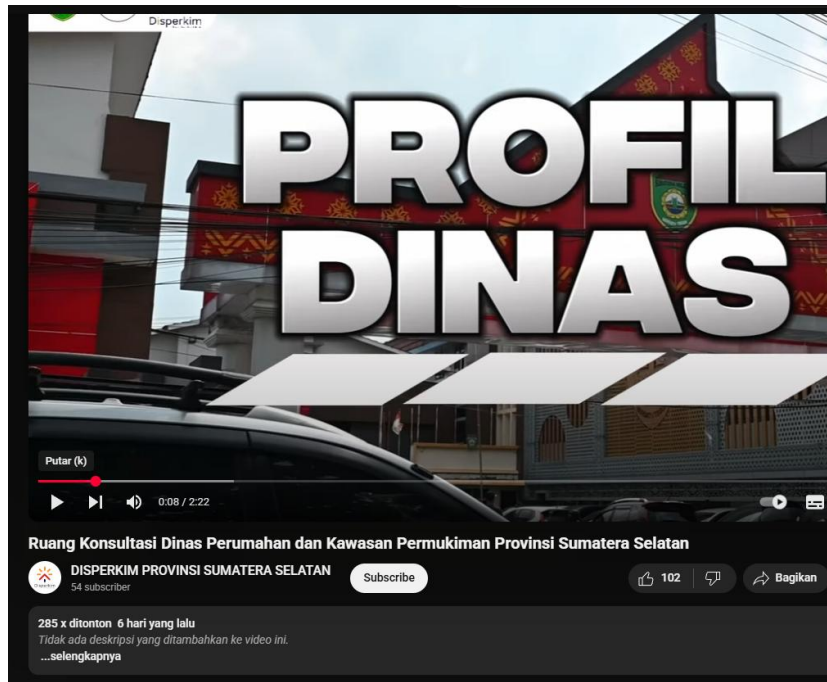 Disperkim
PROFIL
DINAS
Putar (k)
0:08 / 2:22
Ruang Konsultasi Dinas Perumahan dan Kawasan Permukiman Provinsi Sumatera Selatan
DISPERKIM PROVINSI SUMATERA SELATAN
54 subscriber
Subscribe
102
Bagikan
285 x ditonton 6 hari yang lalu
Tidak ada deskripsi yang ditambahkan ke video ini.
...selengkapnya